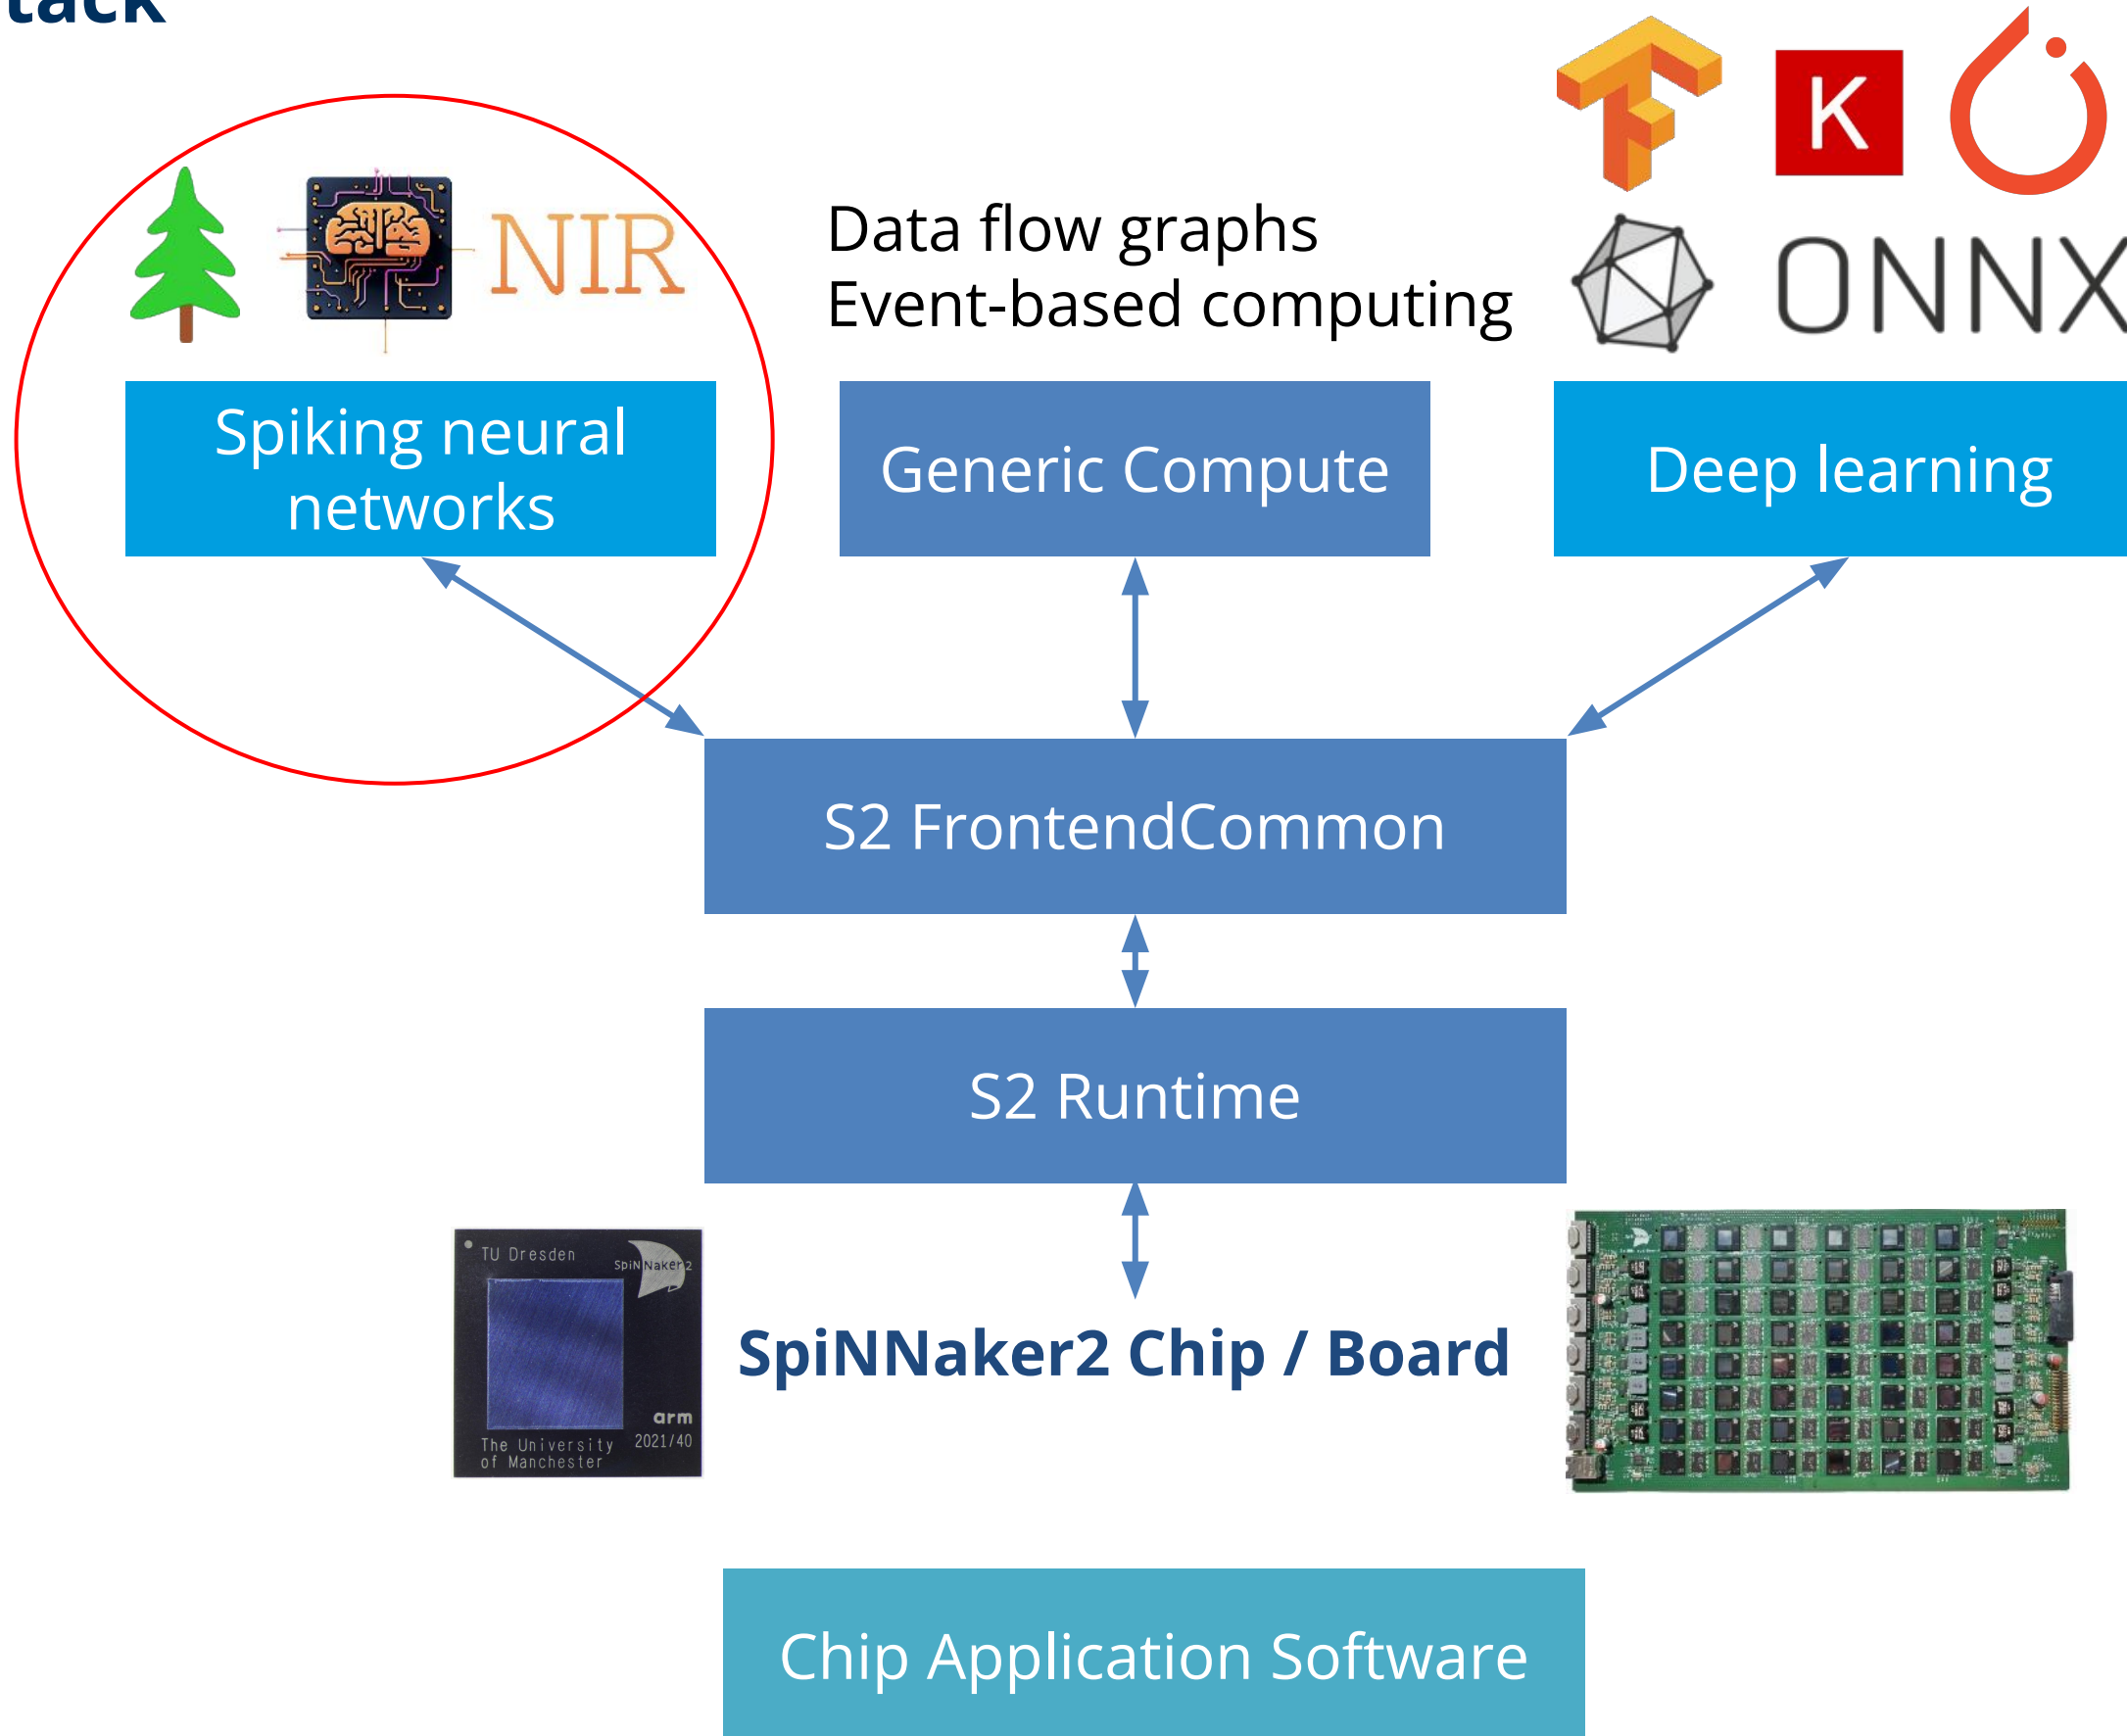 tack
K
NIR
ONNX
Data flow graphs
Event-based computing
Spiking neural
networks
Generic Compute
Deep learning
S2 FrontendCommon
S2 Runtime
TU Dresden
SpiNNaker2
arm
2021/40
The University
of Manchester
SpiNNaker2 Chip / Board
Chip Application Software